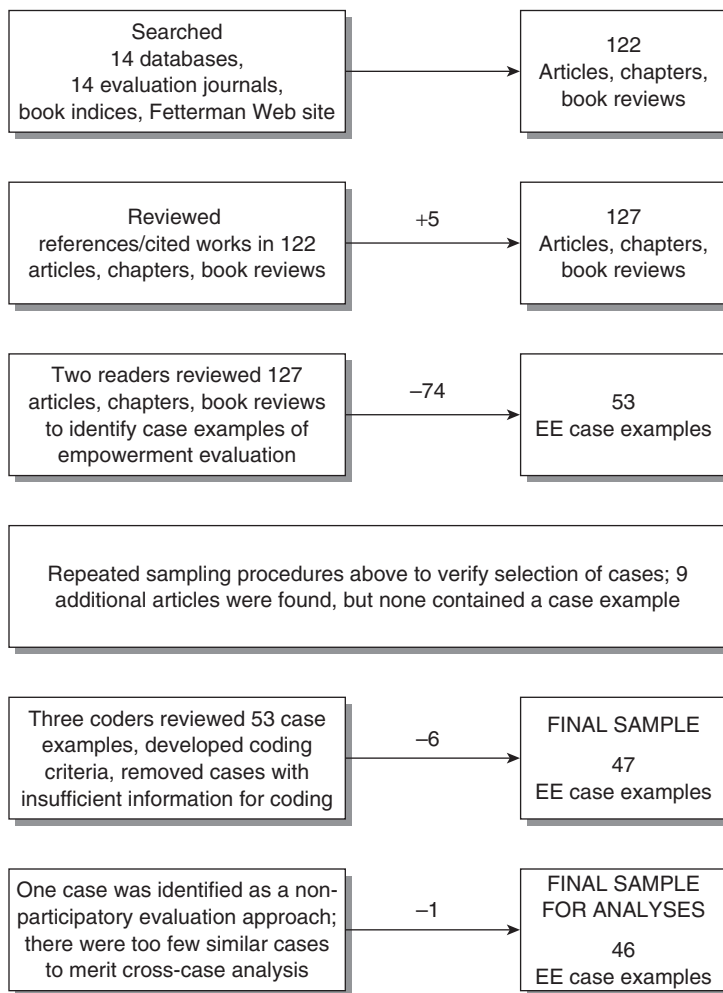 Searched
14 databases,
14 evaluation journals,
book indices, Fetterman Web site
122
Articles, chapters,
book reviews
Reviewed
references/cited works in 122
articles, chapters, book reviews
+5
127
Articles, chapters,
book reviews
Two readers reviewed 127
articles, chapters, book reviews
to identify case examples of
empowerment evaluation
–74
53
EE case examples
Repeated sampling procedures above to verify selection of cases; 9
additional articles were found, but none contained a case example
Three coders reviewed 53 case
examples, developed coding
criteria, removed cases with
insufficient information for coding
–6
FINAL SAMPLE
47
EE case examples
One case was identified as a non-
participatory evaluation approach;
there were too few similar cases
to merit cross-case analysis
–1
FINAL SAMPLE
FOR ANALYSES
46
EE case examples